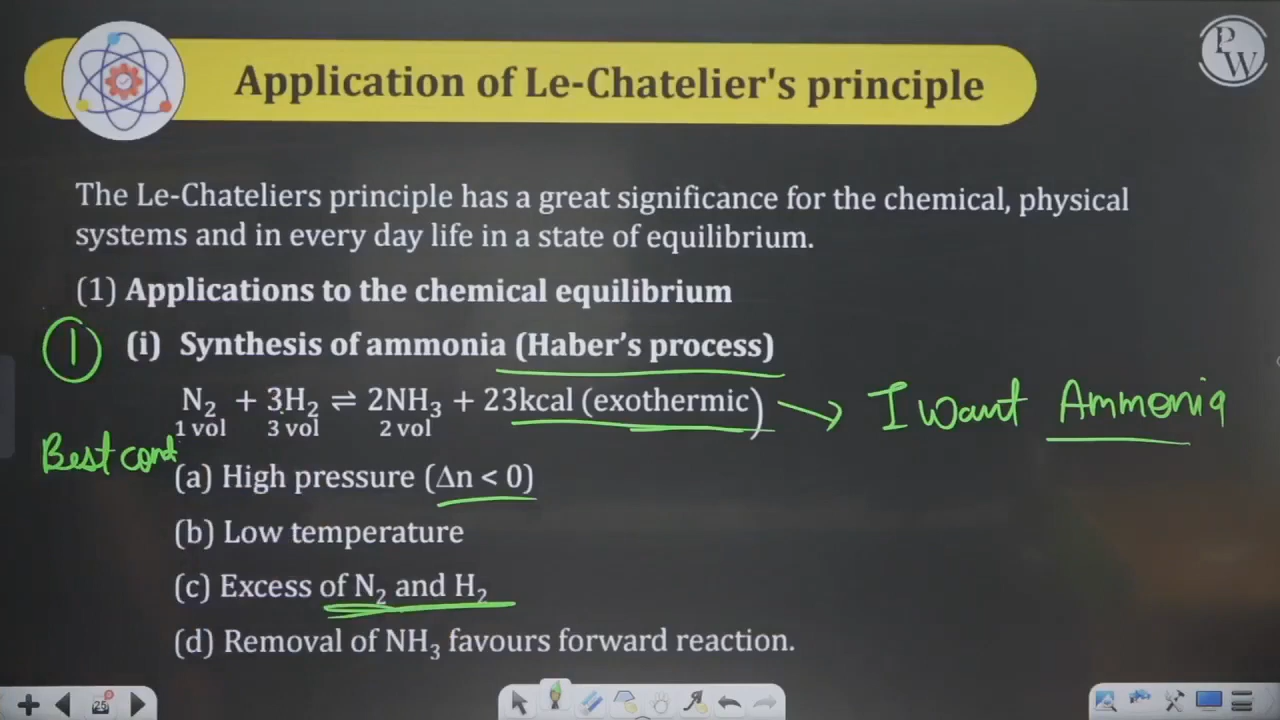 PW
Application of Le-Chatelier's principle
The Le-Chateliers principle has a great significance for the chemical, physical
systems and in every day life in a state of equilibrium.
(1) Applications to the chemical equilibrium
1 (i) Synthesis of ammonia (Haber's process)
N₂ + 3H₂ ⇌ 2NH₃ + 23kcal (exothermic) → I want Ammonia
1 vol 3 vol 2 vol
Best cond
(a) High pressure (Δn < 0)
(b) Low temperature
(c) Excess of N₂ and H₂
(d) Removal of NH₃ favours forward reaction.
25